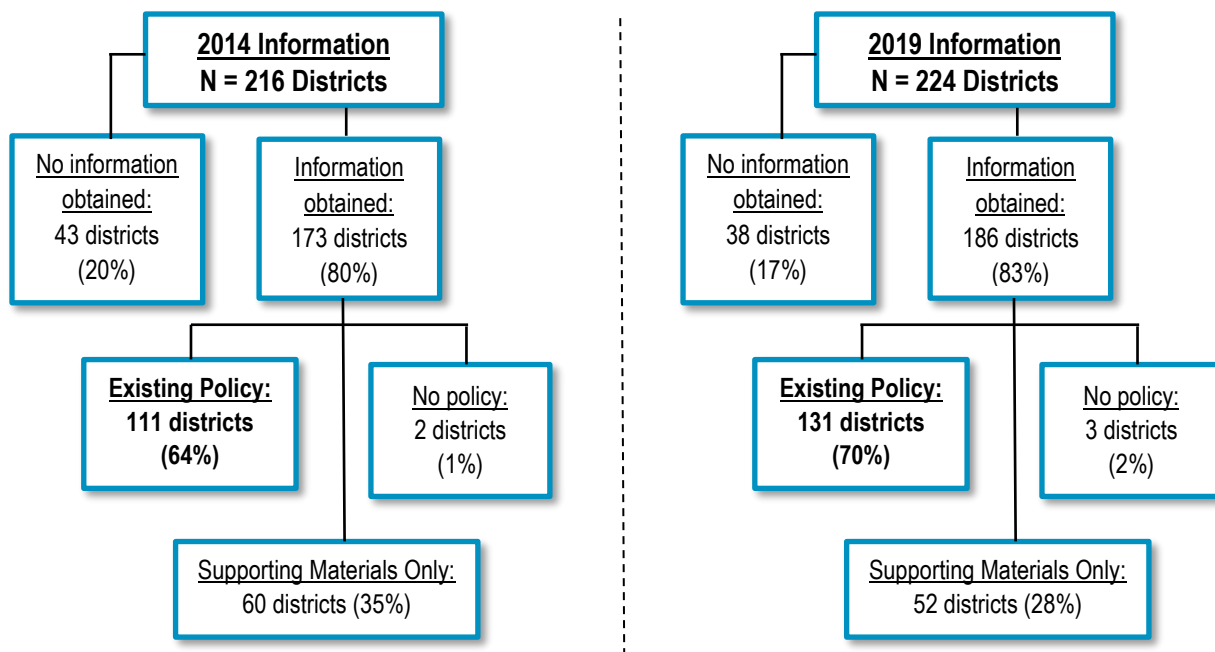 2014 Information
N = 216 Districts
No information
obtained:
43 districts
(20%)
Information
obtained:
173 districts
(80%)
Existing Policy:
111 districts
(64%)
No policy:
2 districts
(1%)
Supporting Materials Only:
60 districts (35%)
2019 Information
N = 224 Districts
No information
obtained:
38 districts
(17%)
Information
obtained:
186 districts
(83%)
Existing Policy:
131 districts
(70%)
No policy:
3 districts
(2%)
Supporting Materials Only:
52 districts (28%)